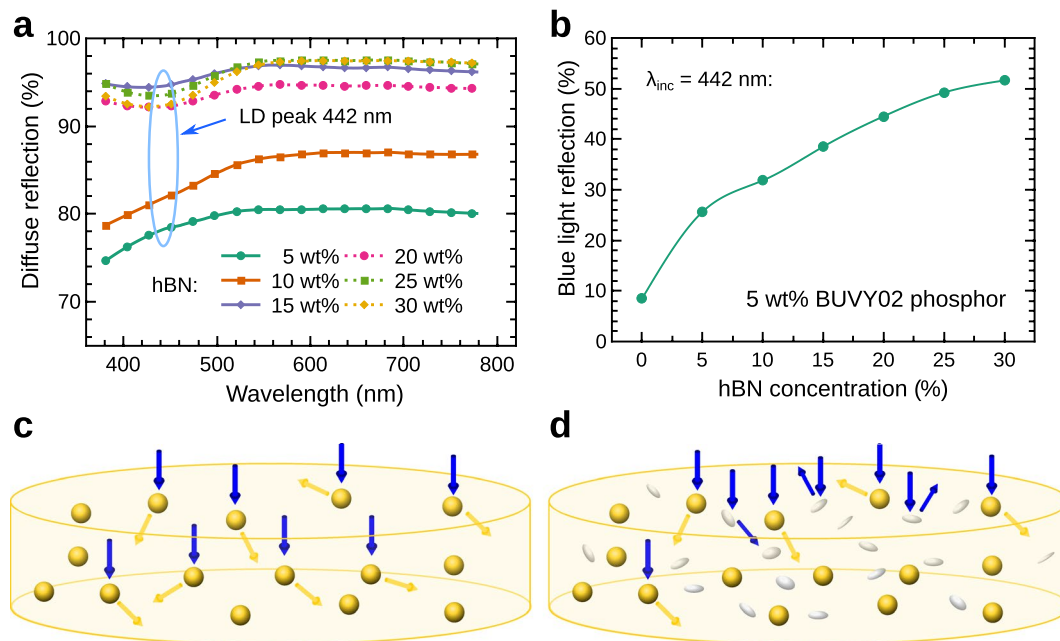 a
100
90
80
70
Diffuse reflection (%)
LD peak 442 nm
hBN:
5 wt%
20 wt%
10 wt%
25 wt%
15 wt%
30 wt%
400
500
600
700
800
Wavelength (nm)
b
60
50
40
30
20
10
0
Blue light reflection (%)
λinc = 442 nm:
5 wt% BUVY02 phosphor
0
5
10
15
20
25
30
hBN concentration (%)
c
d